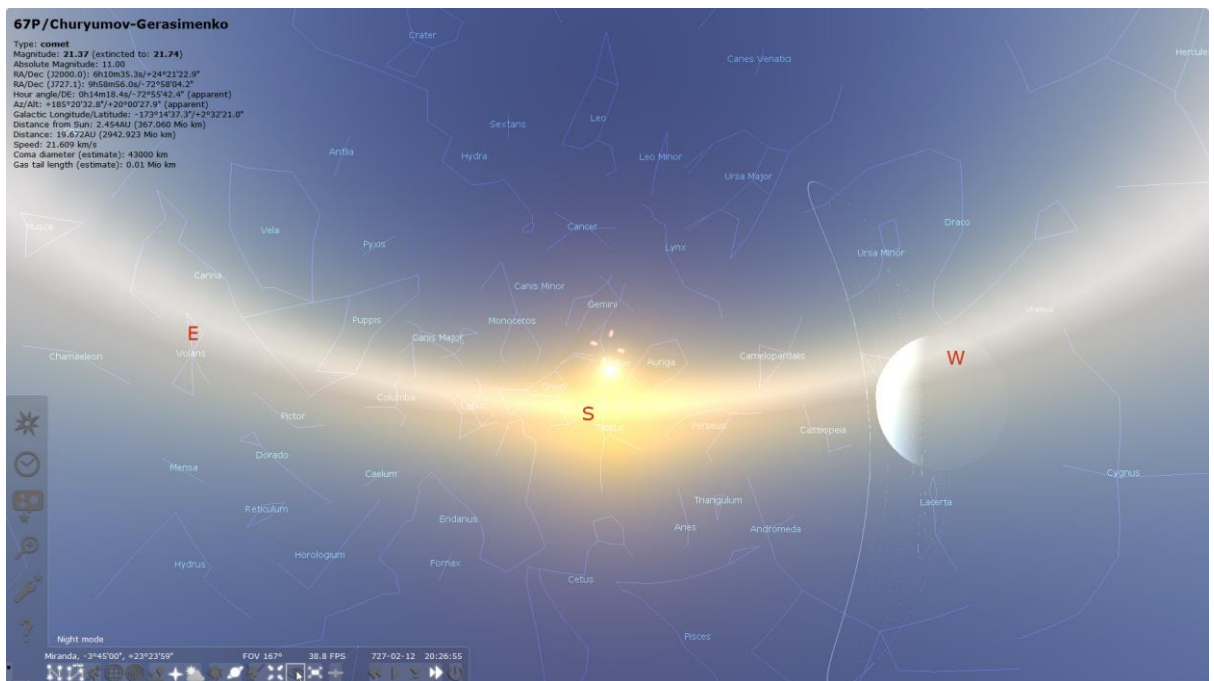 67P/Churyumov-Gerasimenko
Type: comet
Magnitude: 21.37 (extincted to: 21.74)
Absolute Magnitude: 11.00
RA/Dec (J2000.0): 6h10m35.3s/+24°21'22.9"
RA/Dec (J727.1): 9h58m56.0s/-72°58'04.2"
Hour angle/DE: 0h14m18.4s/-72°55'42.4" (apparent)
Az/Alt: +185°20'32.8"/+20°00'27.9" (apparent)
Galactic Longitude/Latitude: -173°14'37.3"/+2°32'21.0"
Distance from Sun: 2.454AU (367.060 Mio km)
Distance: 19.672AU (2942.923 Mio km)
Speed: 21.609 km/s
Coma diameter (estimate): 43000 km
Gas tail length (estimate): 0.01 Mio km
Crater
Hercule
Canes Venatici
Leo
Sextans
Antlia
Hydra
Leo Minor
Ursa Major
Musca
Vela
Cancer
Draco
Pyxis
Lynx
Ursa Minor
Carina
Canis Minor
Gemini
Puppis
Monoceros
E
Canis Major
Volans
Chamaeleon
Auriga
Camelopardalis
W
Columba
Pictor
S
Perseus
Cassiopeia
Dorado
Mensa
Caelum
Cygnus
Reticulum
Triangulum
Lacerta
Eridanus
Aries
Andromeda
Horologium
Hydrus
Fornax
Cetus
Pisces
Night mode
Miranda, -3°45'00", +23°23'59" FOV 167° 38.8 FPS 727-02-12 20:26:55